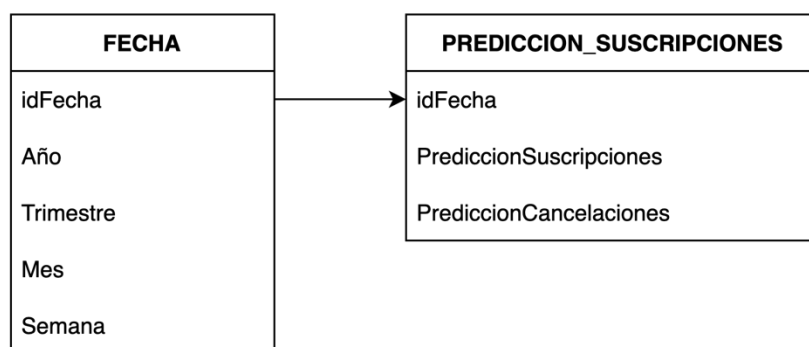 FECHA
idFecha
Año
Trimestre
Mes
Semana
PREDICCION_SUSCRIPCIONES
idFecha
PrediccionSuscripciones
PrediccionCancelaciones